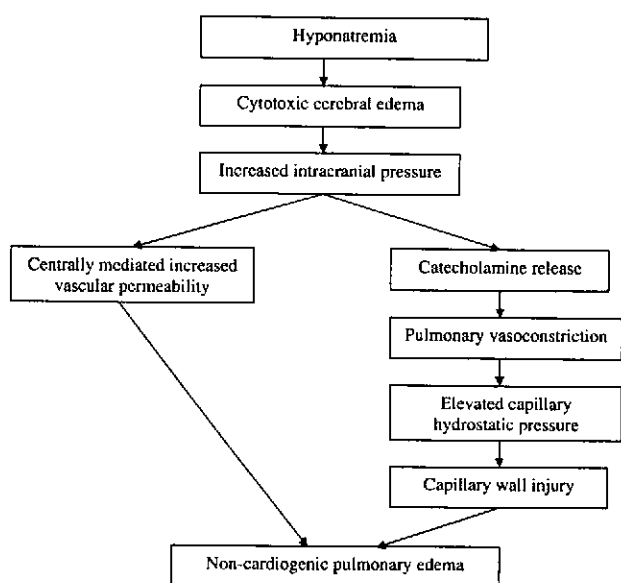 Hyponatremia
Cytotoxic cerebral edema
Increased intracranial pressure
Centrally mediated increased
vascular permeability
Catecholamine release
Pulmonary vasoconstriction
Elevated capillary
hydrostatic pressure
Capillary wall injury
Non-cardiogenic pulmonary edema